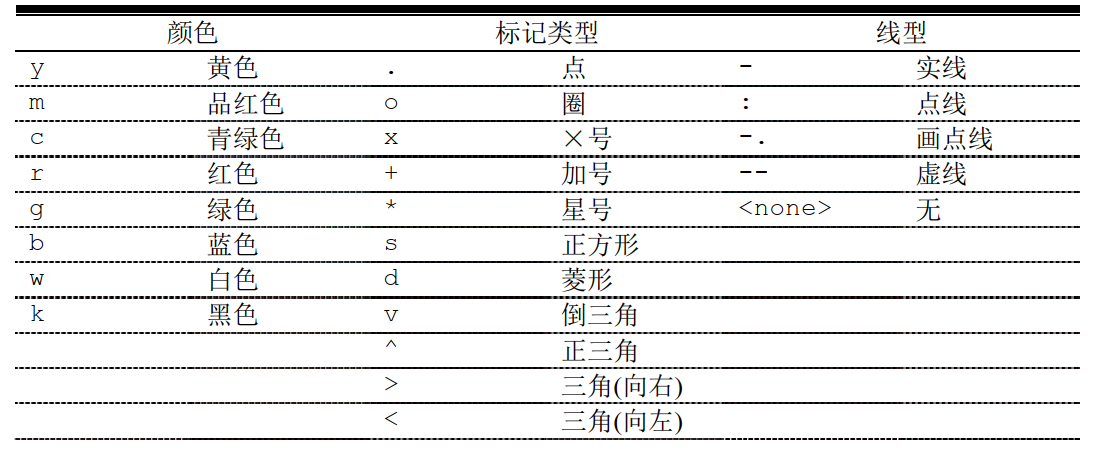 颜色 标记类型 线型
y 黄色 . 点 - 实线
m 品红色 o 圈 : 点线
c 青绿色 x ×号 -. 画点线
r 红色 + 加号 -- 虚线
g 绿色 * 星号 <none> 无
b 蓝色 s 正方形
w 白色 d 菱形
k 黑色 v 倒三角
^ 正三角
> 三角(向右)
< 三角(向左)